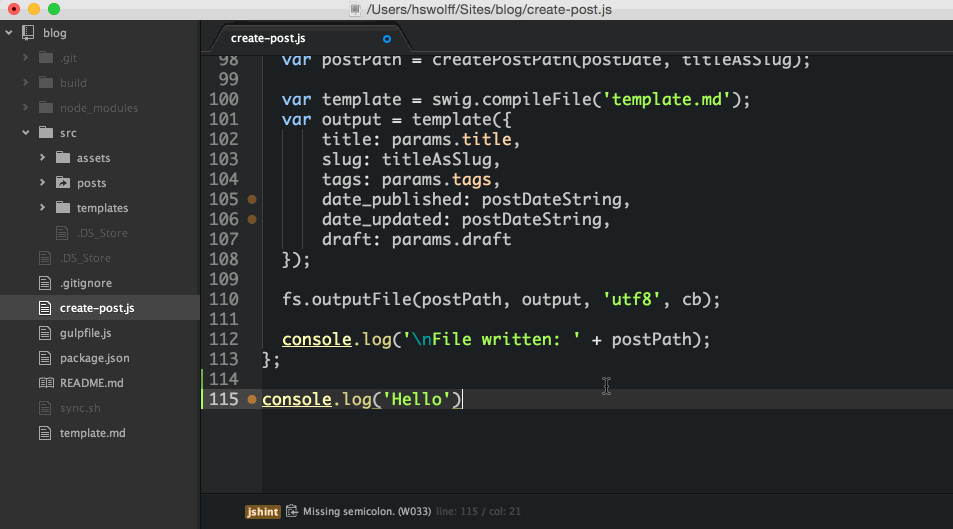 /Users/hswolff/Sites/blog/create-post.js
blog
.git
build
node_modules
src
assets
posts
templates
.DS_Store
.DS_Store
.gitignore
create-post.js
gulpfile.js
package.json
README.md
sync.sh
template.md
create-post.js
98 var postPath = createPostPath(postDate, titleAsSlug);
99
100 var template = swig.compileFile('template.md');
101 var output = template({
102 title: params.title,
103 slug: titleAsSlug,
104 tags: params.tags,
105 date_published: postDateString,
106 date_updated: postDateString,
107 draft: params.draft
108 });
109
110 fs.outputFile(postPath, output, 'utf8', cb);
111
112 console.log('\nFile written: ' + postPath);
113 };
114
115 console.log('Hello')
jshint Missing semicolon. (W033) line: 115 / col: 21